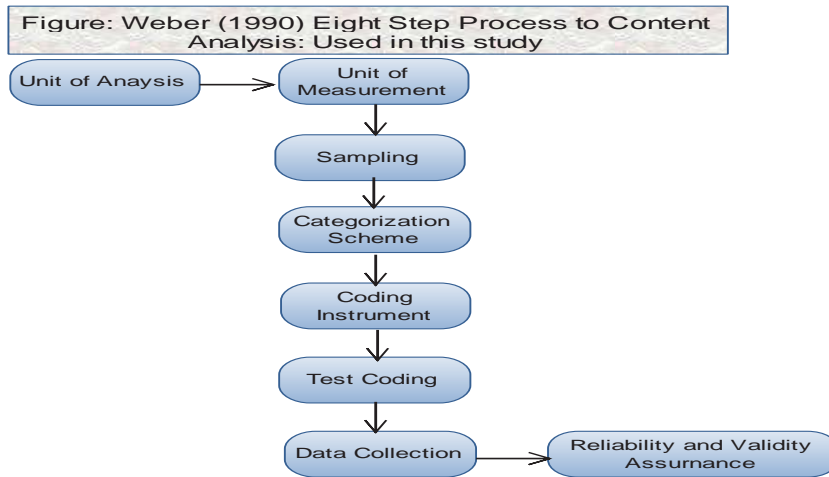 Figure: Weber (1990) Eight Step Process to Content
Analysis: Used in this study
Unit of Anaysis
Unit of
Measurement
Sampling
Categorization
Scheme
Coding
Instrument
Test Coding
Data Collection
Reliability and Validity
Assurnance